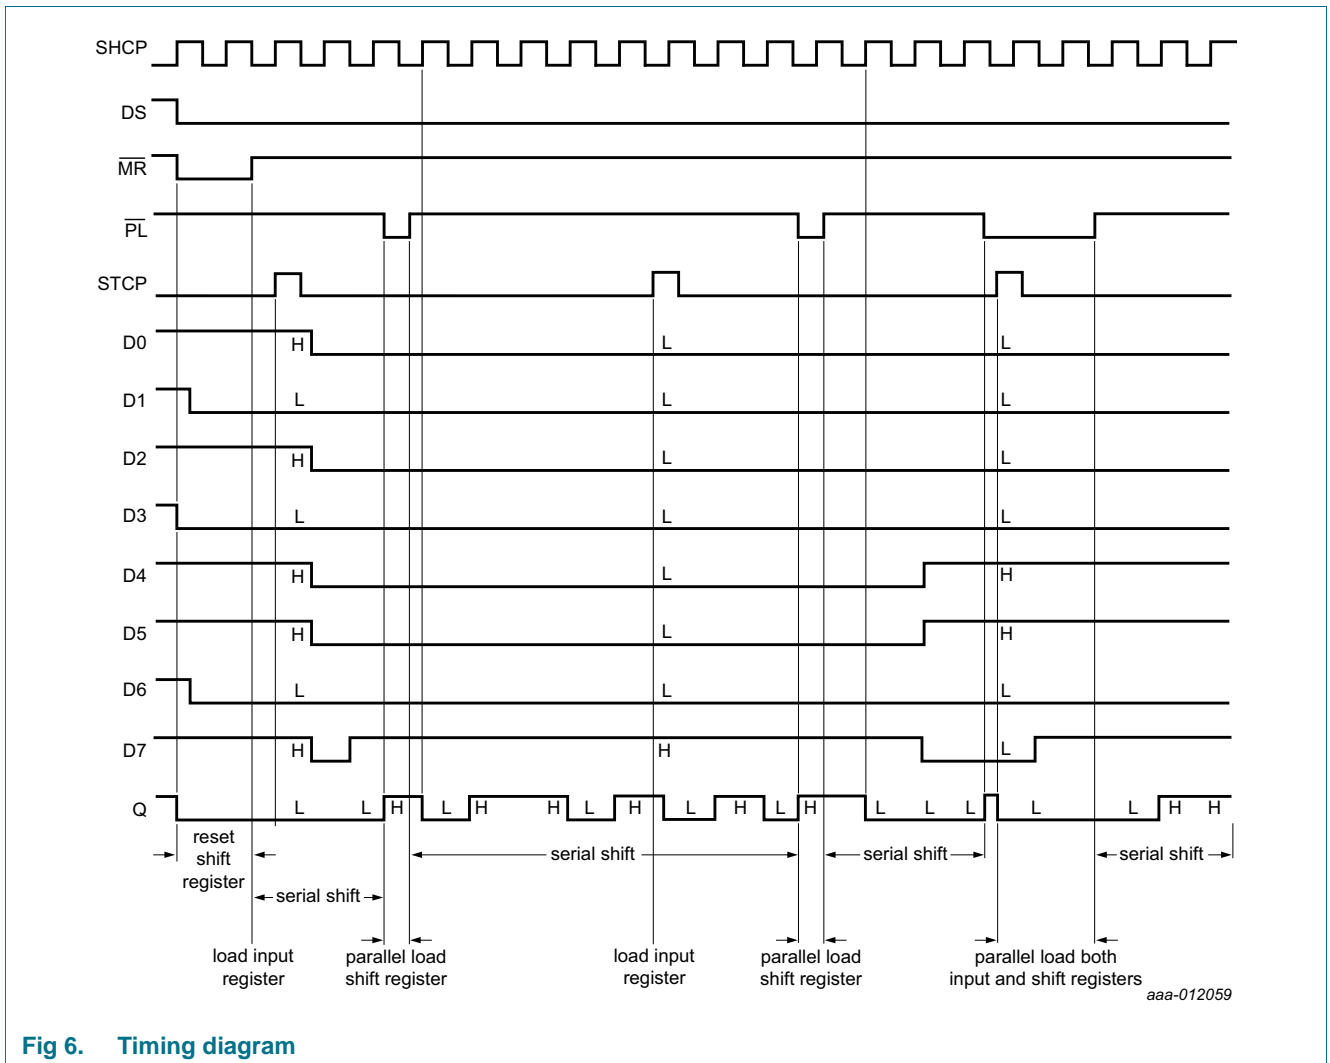 SHCP
DS
MR
PL
STCP
D0 H L L
D1 L L L
D2 H L L
D3 L L L
D4 H L H
D5 H L H
D6 L L L
D7 H H L
Q L L H L H H L H L H L H L L L L L H H
reset
shift
register
serial shift
serial shift
serial shift
serial shift
load input
register
parallel load
shift register
load input
register
parallel load
shift register
parallel load both
input and shift registers
aaa-012059
Fig 6. Timing diagram